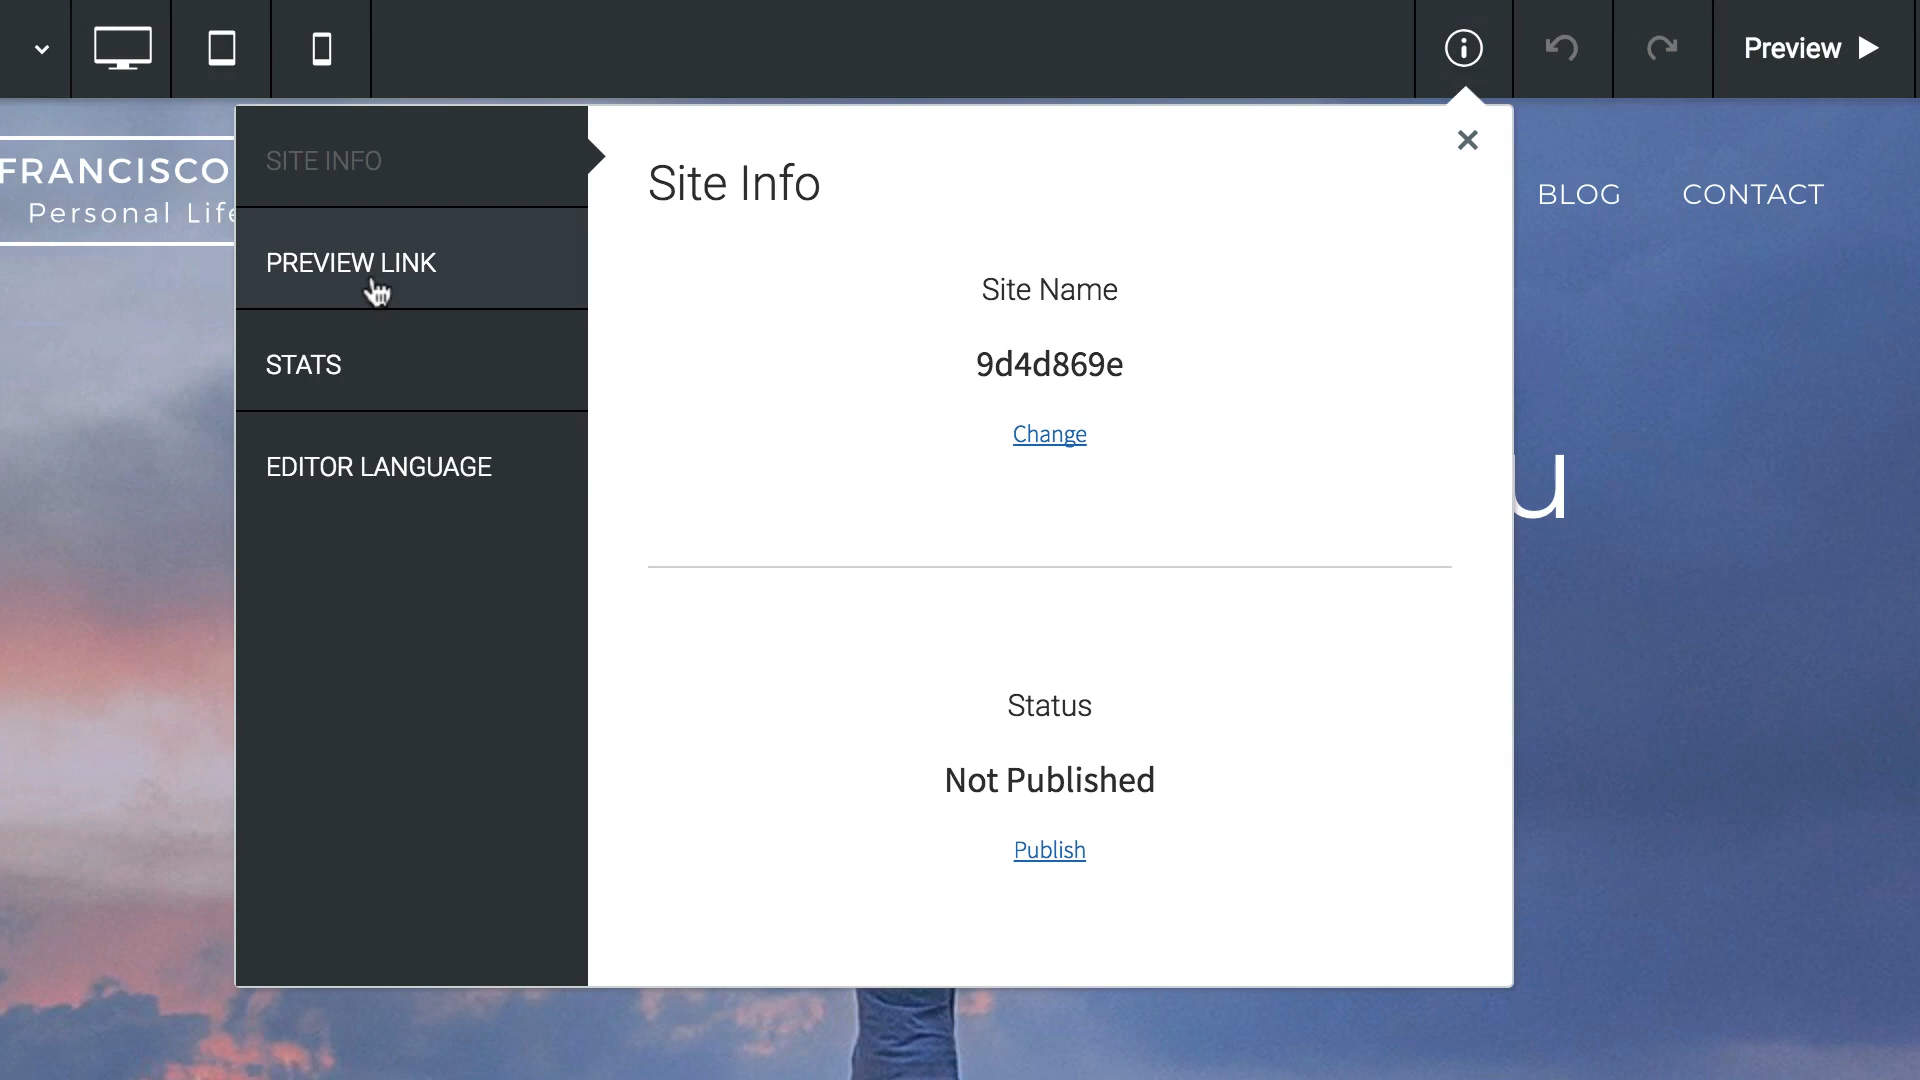 Preview
FRANCISCO
Personal Life
BLOG
CONTACT
SITE INFO
PREVIEW LINK
STATS
EDITOR LANGUAGE
Site Info
Site Name
9d4d869e
Change
Status
Not Published
Publish
u